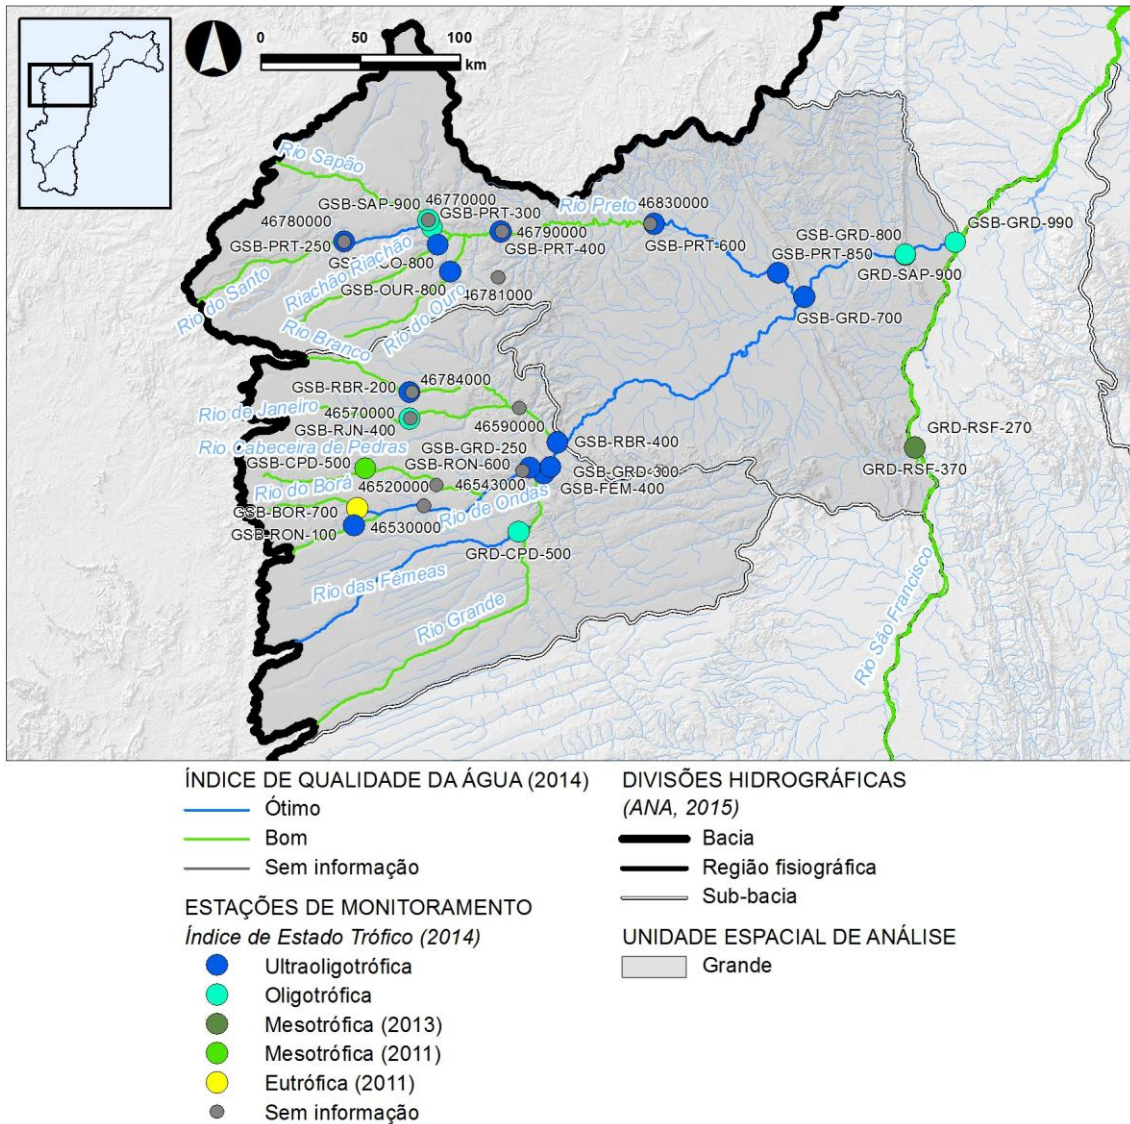 0 50 100
km
Rio Sapão
46770000
GSB-SAP-900
GSB-PRT-300
46780000
Rio Preto
46830000
46790000
GSB-GRD-990
GSB-PRT-250
GSB-PRT-400
GSB-PRT-600
GSB-GRD-800
GSB-PRT-850
Riachão
GRD-SAP-900
GSB-OUR-800
46781000
Rio do Santo
Rio do Ouro
GSB-GRD-700
Rio Branco
46784000
GSB-RBR-200
Rio de Janeiro
46570000
GSB-RJN-400
46590000
GRD-RSF-270
Rio Cabeceira de Pedras
GSB-GRD-250
GSB-RBR-400
GSB-CPD-500
GSB-RON-600
GRD-RSF-370
GSB-GRD-300
Rio do Borá
46520000
46543000
GSB-FEM-400
GSB-BOR-700
Rio de Ondas
GSB-RON-100
46530000
GRD-CPD-500
Rio das Fêmeas
Rio Grande
Rio São Francisco
ÍNDICE DE QUALIDADE DA ÁGUA (2014)
Ótimo
Bom
Sem informação
ESTAÇÕES DE MONITORAMENTO
Índice de Estado Trófico (2014)
Ultraoligotrófica
Oligotrófica
Mesotrófica (2013)
Mesotrófica (2011)
Eutrófica (2011)
Sem informação
DIVISÕES HIDROGRÁFICAS
(ANA, 2015)
Bacia
Região fisiográfica
Sub-bacia
UNIDADE ESPACIAL DE ANÁLISE
Grande